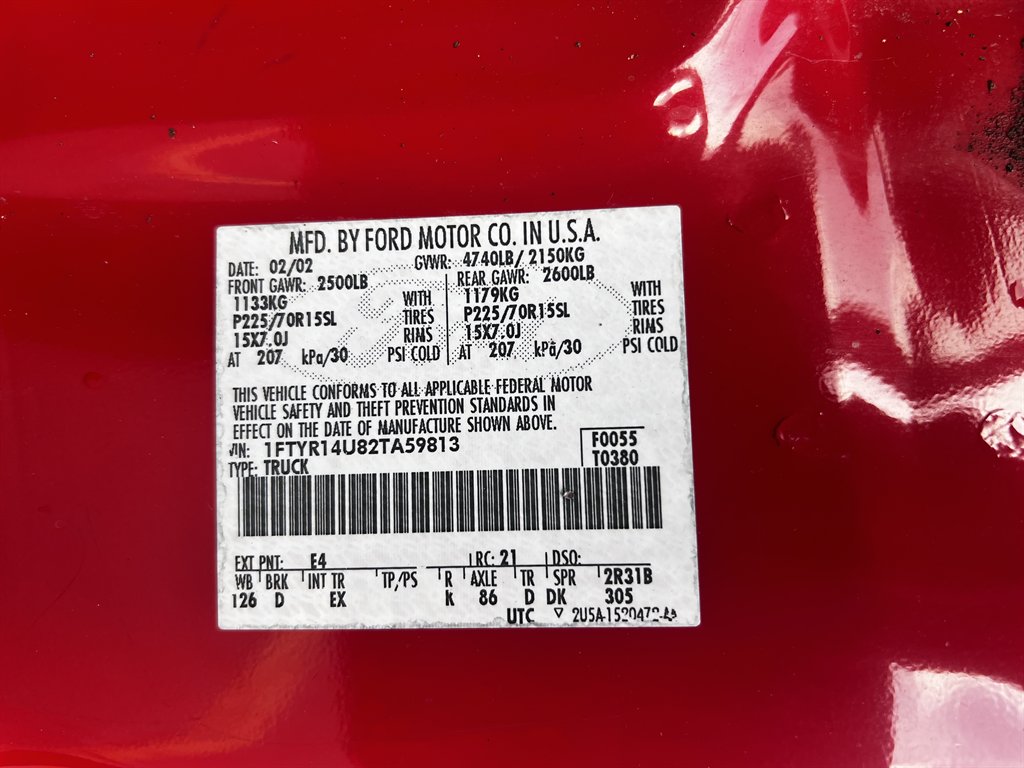 MFD. BY FORD MOTOR CO. IN U.S.A.
DATE: 02/02 GVWR: 4740LB/ 2150KG
FRONT GAWR: 2500LB REAR GAWR: 2600LB
1133KG WITH 1179KG WITH
P225/70R15SL TIRES P225/70R15SL TIRES
15X7.0J RIMS 15X7.0J RIMS
AT 207 kPa/30 PSI COLD AT 207 kPa/30 PSI COLD
THIS VEHICLE CONFORMS TO ALL APPLICABLE FEDERAL MOTOR
VEHICLE SAFETY AND THEFT PREVENTION STANDARDS IN
EFFECT ON THE DATE OF MANUFACTURE SHOWN ABOVE.
VIN: 1FTYR14U82TA59813 F0055
TYPE: TRUCK T0380
EXT PNT: E4 RC: 21 DSO:
WB BRK INT TR TP/PS R AXLE TR SPR 2R31B
126 D EX k 86 D DK 305
UTC ▽ 2U5A-1520472-AA